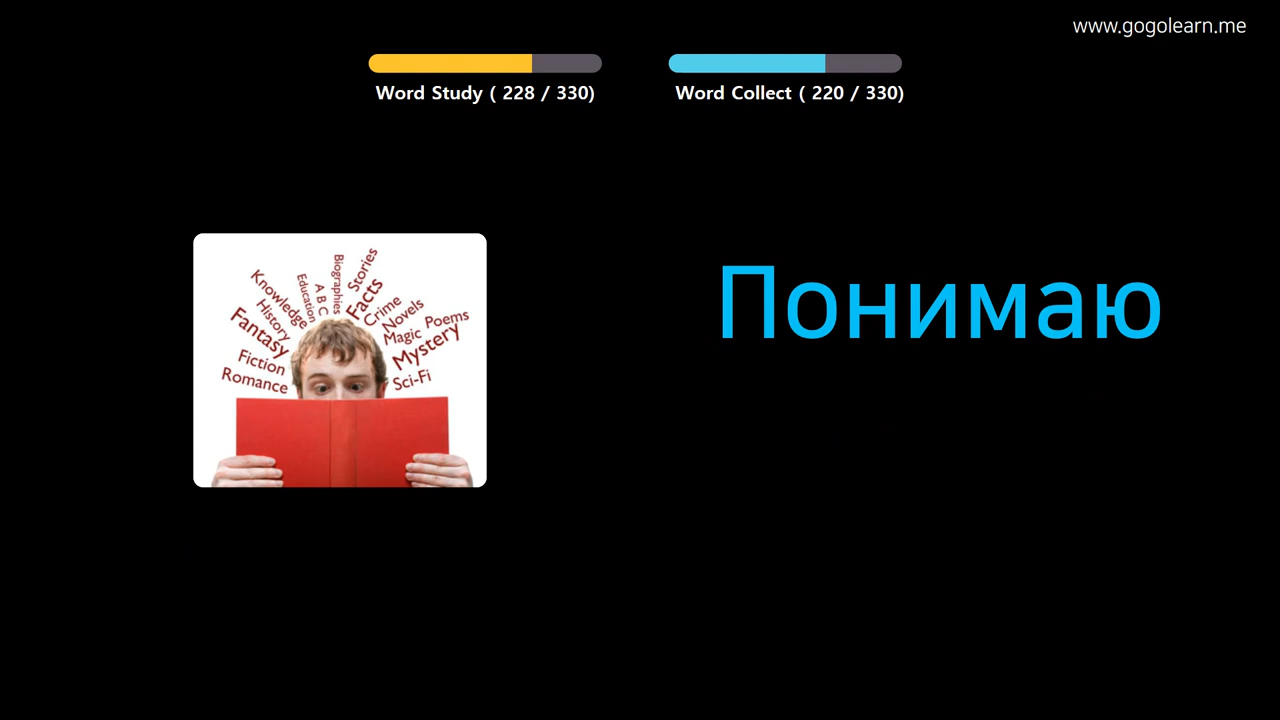 www.gogolearn.me
Word Study ( 228 / 330)
Word Collect ( 220 / 330)
Понимаю
Knowledge
History
Fantasy
Fiction
Romance
Education
A B C
Biographies
Stories
Facts
Crime
Novels
Magic
Poems
Mystery
Sci-Fi